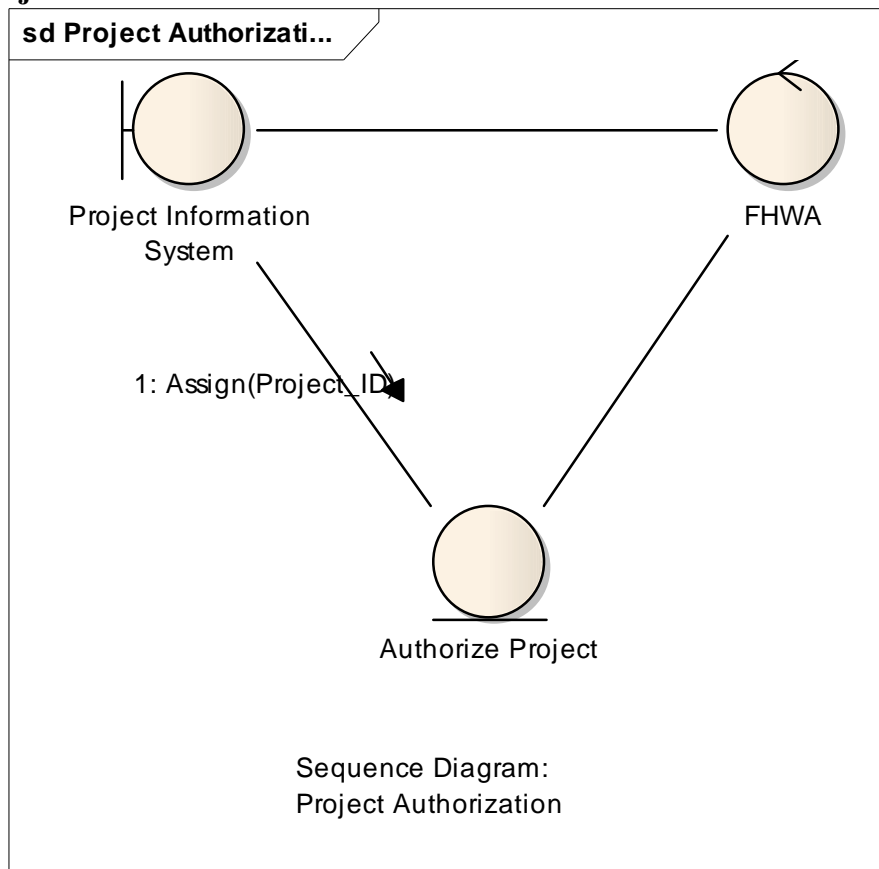 sd Project Authorizati...
Project Information
System
FHWA
1: Assign(Project_ID)
Authorize Project
Sequence Diagram:
Project Authorization